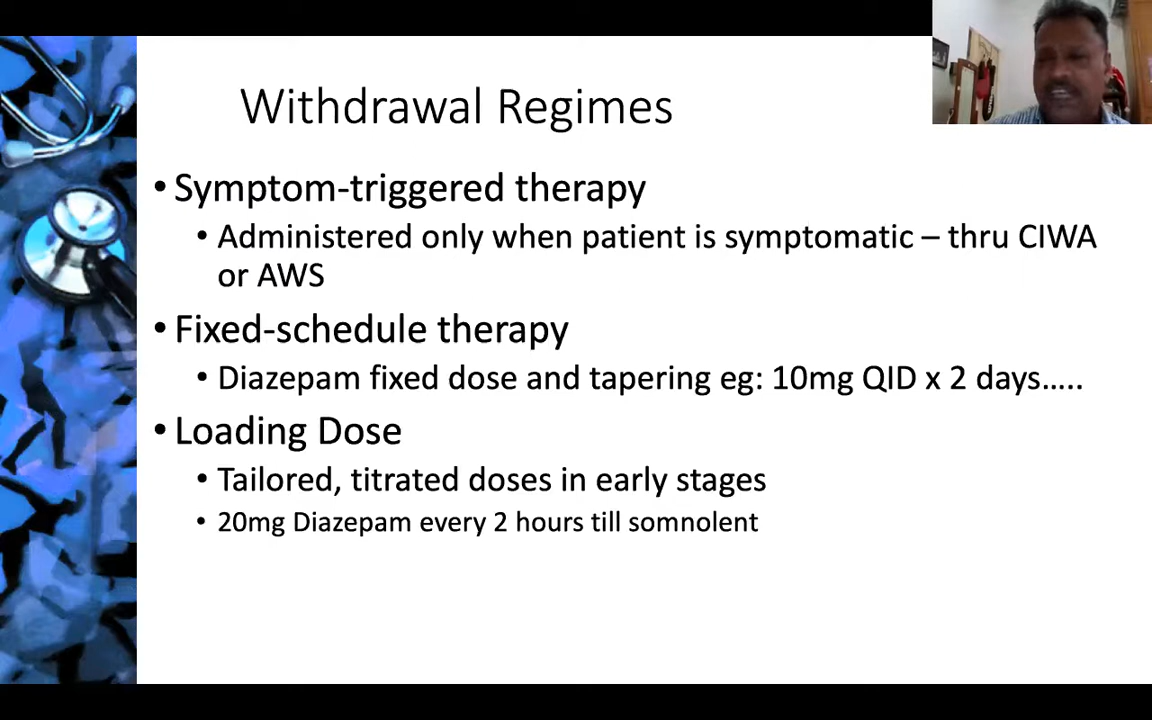 Withdrawal Regimes
• Symptom-triggered therapy
• Administered only when patient is symptomatic – thru CIWA
or AWS
• Fixed-schedule therapy
• Diazepam fixed dose and tapering eg: 10mg QID x 2 days…..
• Loading Dose
• Tailored, titrated doses in early stages
• 20mg Diazepam every 2 hours till somnolent